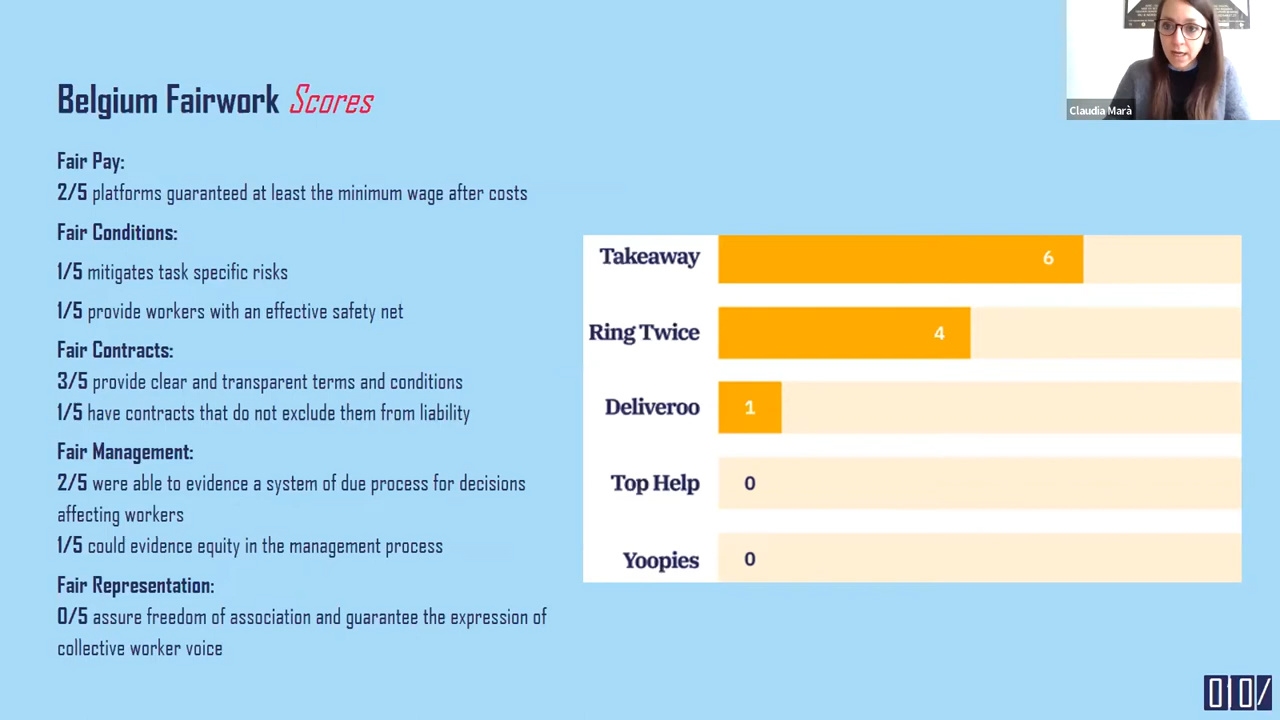 Claudia Marà
Belgium Fairwork Scores
Fair Pay:
2/5 platforms guaranteed at least the minimum wage after costs
Fair Conditions:
1/5 mitigates task specific risks
1/5 provide workers with an effective safety net
Fair Contracts:
3/5 provide clear and transparent terms and conditions
1/5 have contracts that do not exclude them from liability
Fair Management:
2/5 were able to evidence a system of due process for decisions
affecting workers
1/5 could evidence equity in the management process
Fair Representation:
0/5 assure freedom of association and guarantee the expression of
collective worker voice
Takeaway 6
Ring Twice 4
Deliveroo 1
Top Help 0
Yoopies 0